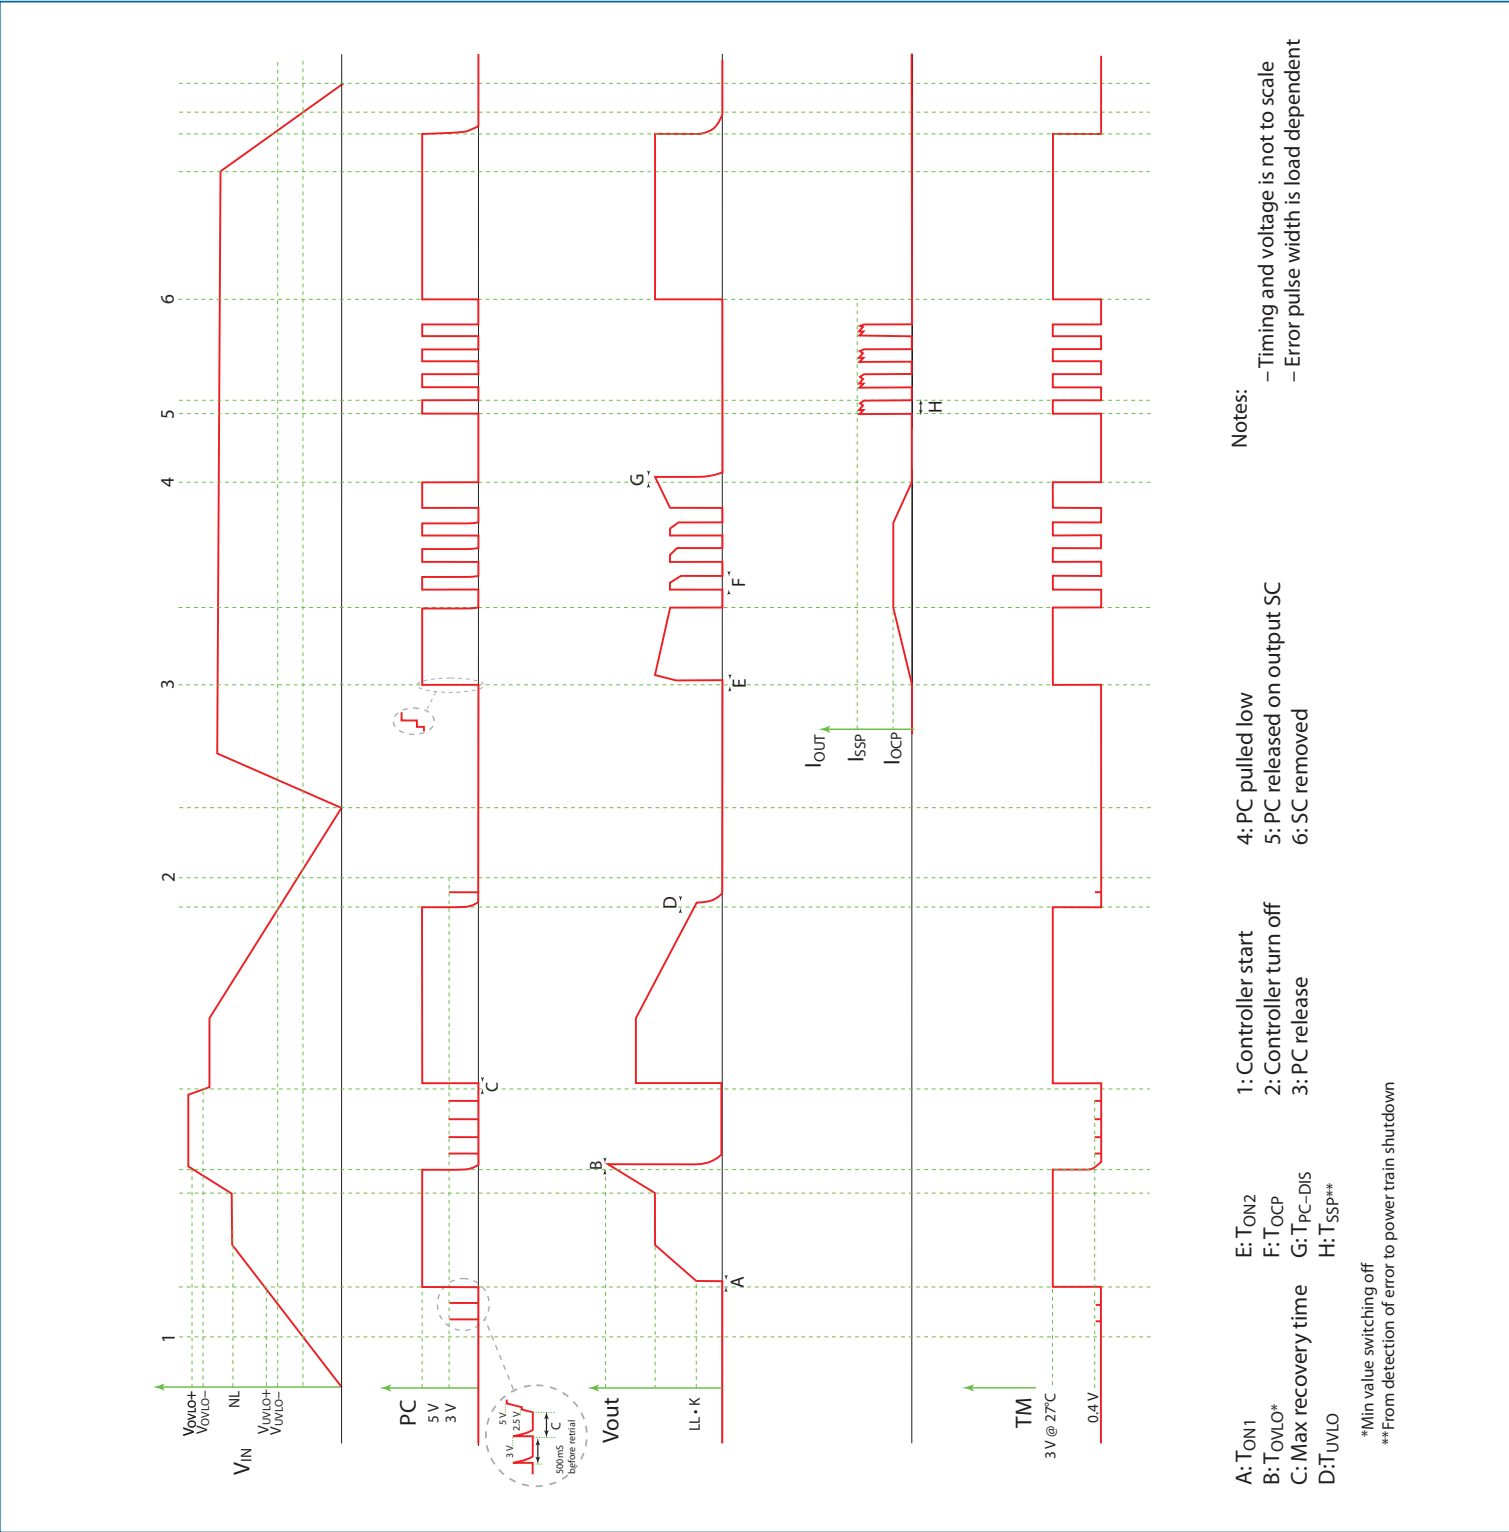 1
2
3
4
5
6
VOVLO+
VOVLO–
NL
VUVLO+
VUVLO–
VIN
PC
5 V
3 V
C
3 V
5 V
2.5 V
500mS
before retrial
C
Vout
LL • K
A
B
D
E
F
G
IOUT
ISSP
IOCP
H
TM
3 V @ 27°C
0.4 V
A: TON1
B: TOVLO*
C: Max recovery time
D:TUVLO
E: TON2
F: TOCP
G: TPC–DIS
H: TSSP**
1: Controller start
2: Controller turn off
3: PC release
4: PC pulled low
5: PC released on output SC
6: SC removed
Notes:
– Timing and voltage is not to scale
– Error pulse width is load dependent
*Min value switching off
**From detection of error to power train shutdown